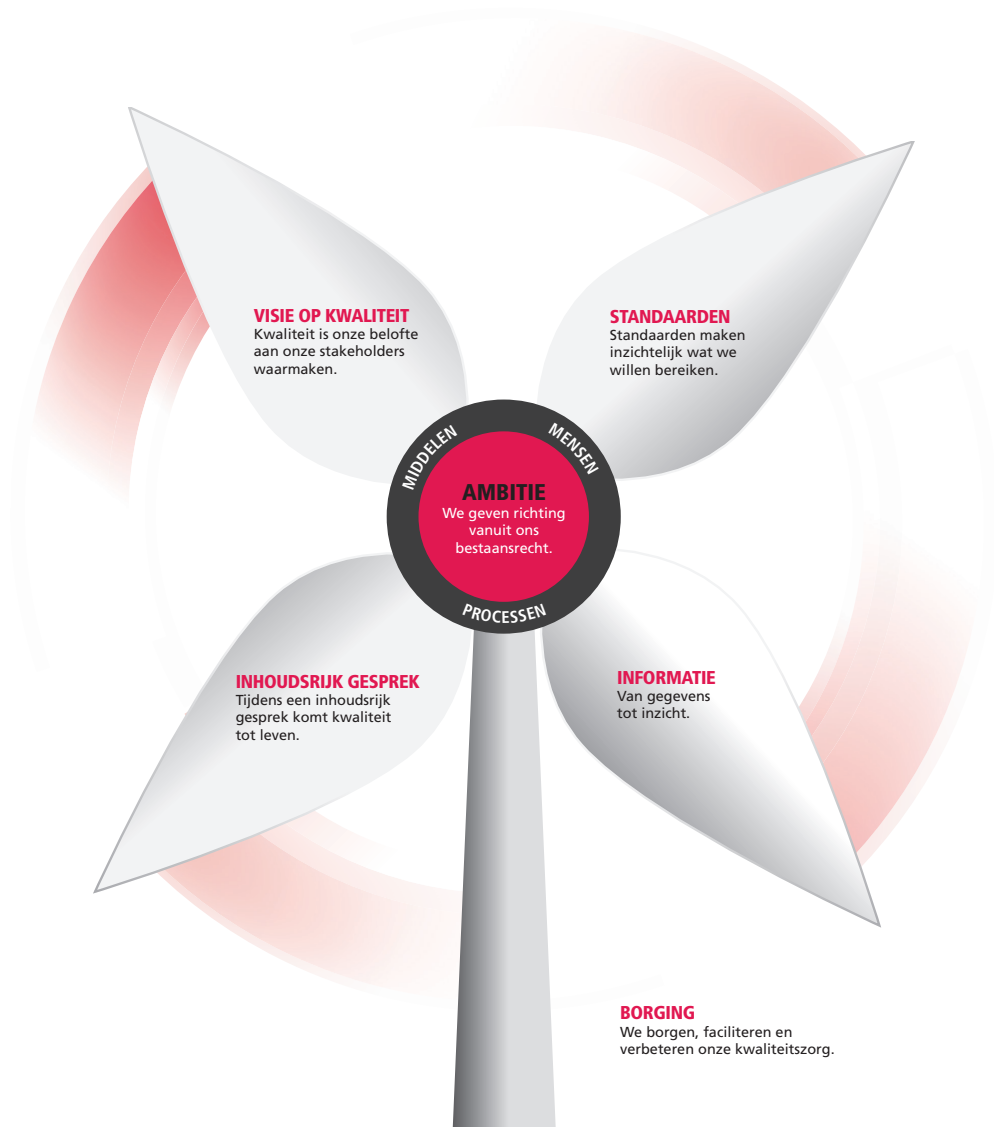 VISIE OP KWALITEIT
Kwaliteit is onze belofte
aan onze stakeholders
waarmaken.
STANDAARDEN
Standaarden maken
inzichtelijk wat we
willen bereiken.
MIDDELEN
MENSEN
AMBITIE
We geven richting
vanuit ons
bestaansrecht.
PROCESSEN
INHOUDSRIJK GESPREK
Tijdens een inhoudsrijk
gesprek komt kwaliteit
tot leven.
INFORMATIE
Van gegevens
tot inzicht.
BORGING
We borgen, faciliteren en
verbeteren onze kwaliteitszorg.